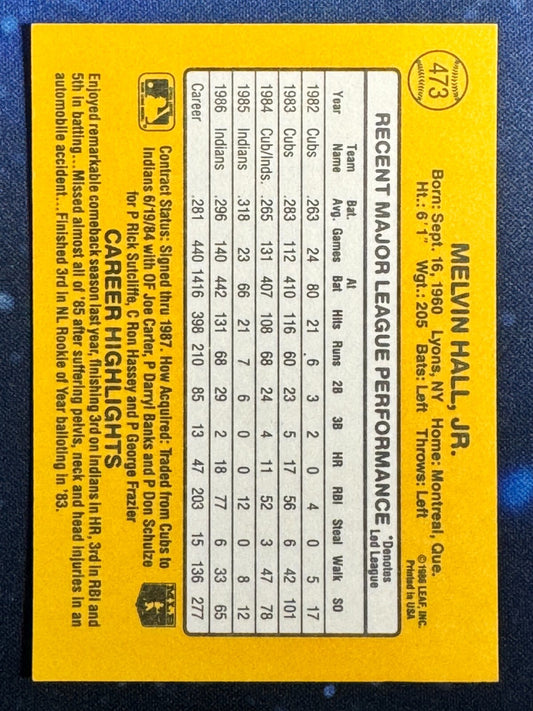 473
MELVIN HALL, JR.
Born: Sept. 16, 1960 Lyons, NY Home: Montreal, Que.
Ht.: 6'1" Wgt.: 205 Bats: Left Throws: Left
© 1986 LEAF, INC.
Printed in USA
RECENT MAJOR LEAGUE PERFORMANCE
*Denotes
Led League
Year Team Name Bat. Avg. Games At Bat Hits Runs 2B 3B HR RBI Steal Walk SO
1982 Cubs .263 24 80 21 6 3 2 0 4 0 5 17
1983 Cubs .283 112 410 116 60 23 5 17 56 6 42 101
1984 Cub/Inds. .265 131 407 108 68 24 4 11 52 3 47 78
1985 Indians .318 23 66 21 7 6 0 0 12 0 8 12
1986 Indians .296 140 442 131 68 29 2 18 77 6 33 65
Career .281 440 1416 398 210 85 13 47 203 15 136 277
Contract Status: Signed thru 1987. How Acquired: Traded from Cubs to
Indians 6/19/84 with OF Joe Carter, P Darryl Banks and P Don Schulze
for P Rick Sutcliffe, C Ron Hassey and P George Frazier
CAREER HIGHLIGHTS
Enjoyed remarkable comeback season last year, finishing 3rd on Indians in HR, 3rd in RBI and
5th in batting...Missed almost all of '85 after suffering pelvis, neck and head injuries in an
automobile accident...Finished 3rd in NL Rookie of Year balloting in '83.